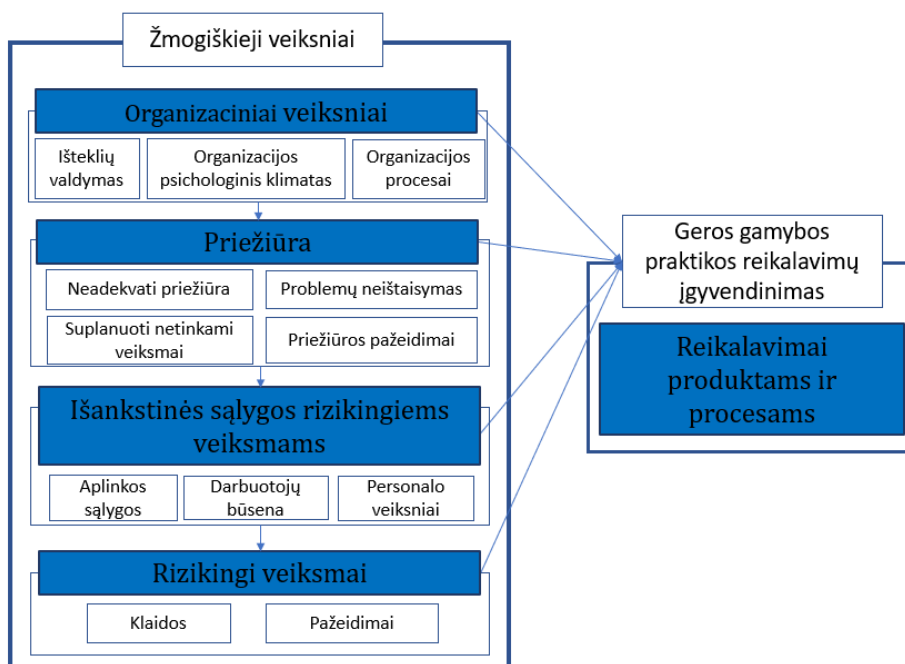 Žmogiškieji veiksniai
Organizaciniai veiksniai
Išteklių
valdymas
Organizacijos
psichologinis klimatas
Organizacijos
procesai
Priežiūra
Neadekvati priežiūra
Problemų neištaisymas
Suplanuoti netinkami
veiksmai
Priežiūros pažeidimai
Išankstinės sąlygos rizikingiems
veiksmams
Aplinkos
sąlygos
Darbuotojų
būsena
Personalo
veiksniai
Rizikingi veiksmai
Klaidos
Pažeidimai
Geros gamybos
praktikos reikalavimų
įgyvendinimas
Reikalavimai
produktams ir
procesams